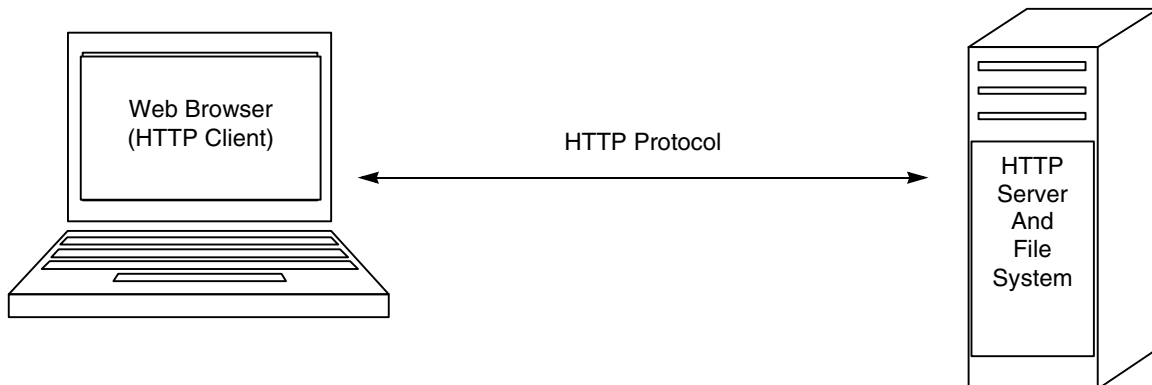 Web Browser
(HTTP Client)
HTTP Protocol
HTTP
Server
And
File
System